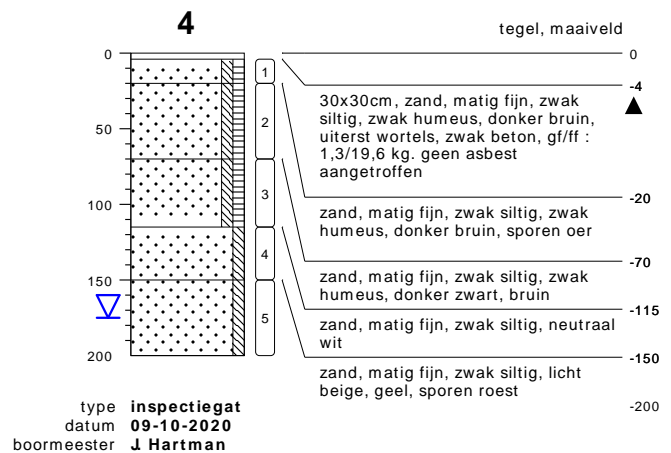 4
tegel, maaiveld
0
0
-4
1
30x30cm, zand, matig fijn, zwak
siltig, zwak humeus, donker bruin,
uiterst wortels, zwak beton, gf/ff :
1,3/19,6 kg. geen asbest
aangetroffen
50
2
-20
zand, matig fijn, zwak siltig, zwak
humeus, donker bruin, sporen oer
100
3
-70
zand, matig fijn, zwak siltig, zwak
humeus, donker zwart, bruin
4
-115
zand, matig fijn, zwak siltig, neutraal
wit
150
5
-150
zand, matig fijn, zwak siltig, licht
beige, geel, sporen roest
200
-200
type inspectiegat
datum 09-10-2020
boormeester J. Hartman